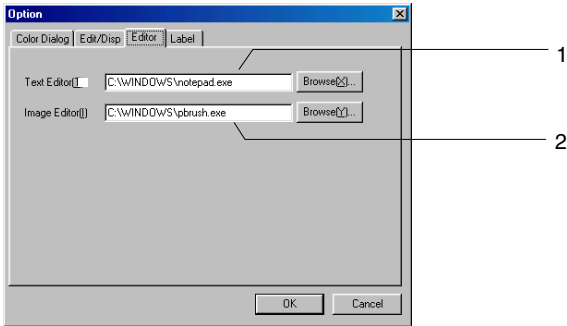 Option
Color Dialog Edit/Disp Editor Label
1
Text Editor(T) C:\WINDOWS\notepad.exe Browse(X)...
Image Editor(I) C:\WINDOWS\pbrush.exe Browse(Y)...
2
OK Cancel